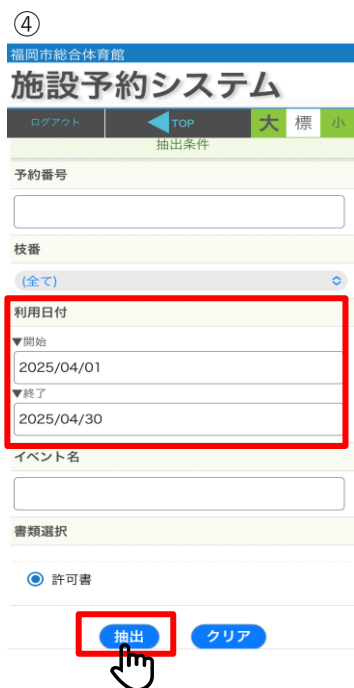 ④
福岡市総合体育館
施設予約システム
ログアウト TOP 大 標 小
抽出条件
予約番号
枝番
(全て)
利用日付
▼開始
2025/04/01
▼終了
2025/04/30
イベント名
書類選択
許可書
抽出 クリア